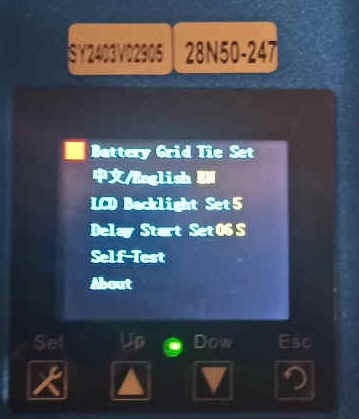 SY2403V02905
28N50-247
Battery Grid Tie Set
中文/English EN
LCD Backlight Set 5
Delay Start Set 06 S
Self-Test
About
Set Up Dow Esc